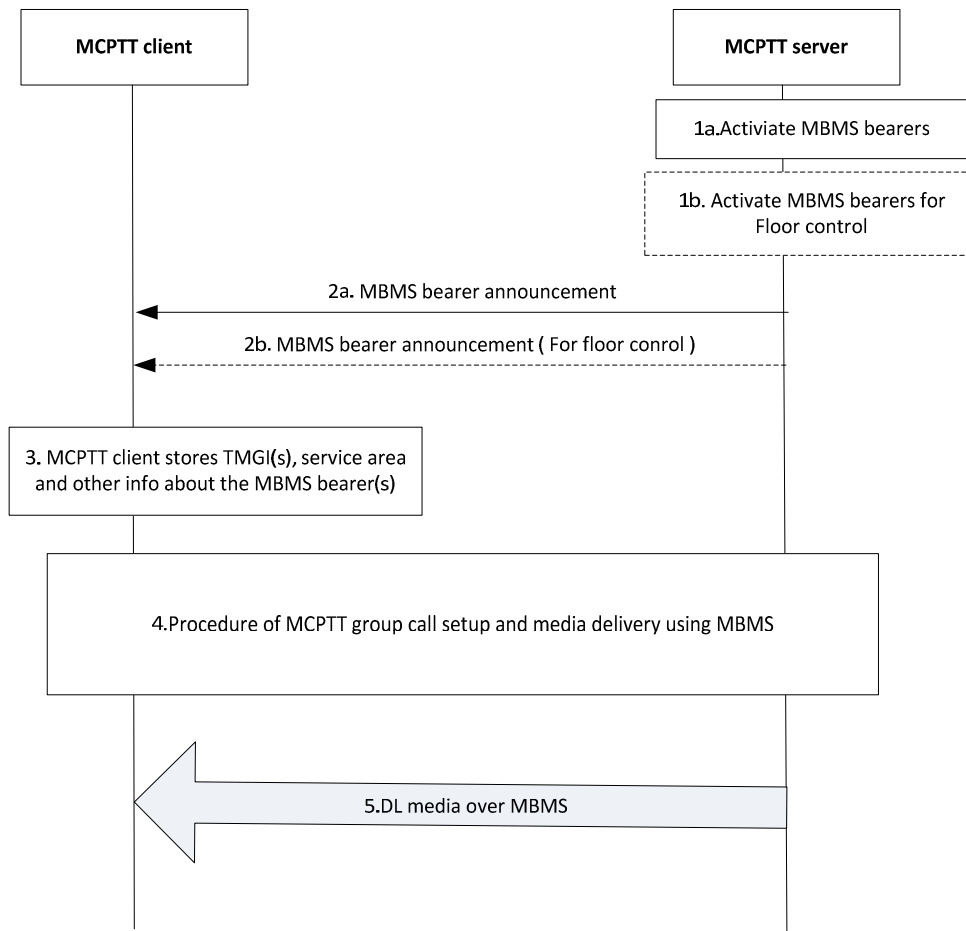 MCPTT client
MCPTT server
1a.Activiate MBMS bearers
1b. Activate MBMS bearers for
Floor control
2a. MBMS bearer announcement
2b. MBMS bearer announcement ( For floor conrol )
3. MCPTT client stores TMGI(s), service area
and other info about the MBMS bearer(s)
4.Procedure of MCPTT group call setup and media delivery using MBMS
5.DL media over MBMS